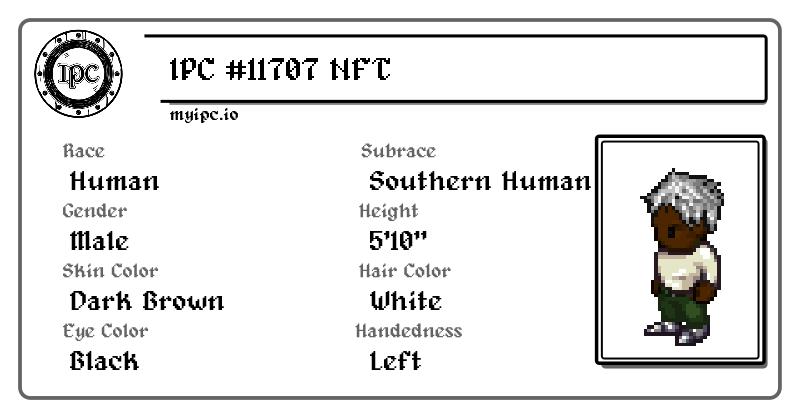 IPC
IPC #11707 NFT
myipc.io
Race
Subrace
Human
Southern Human
Gender
Height
Male
5'10"
Skin Color
Hair Color
Dark Brown
White
Eye Color
Handedness
Black
Left